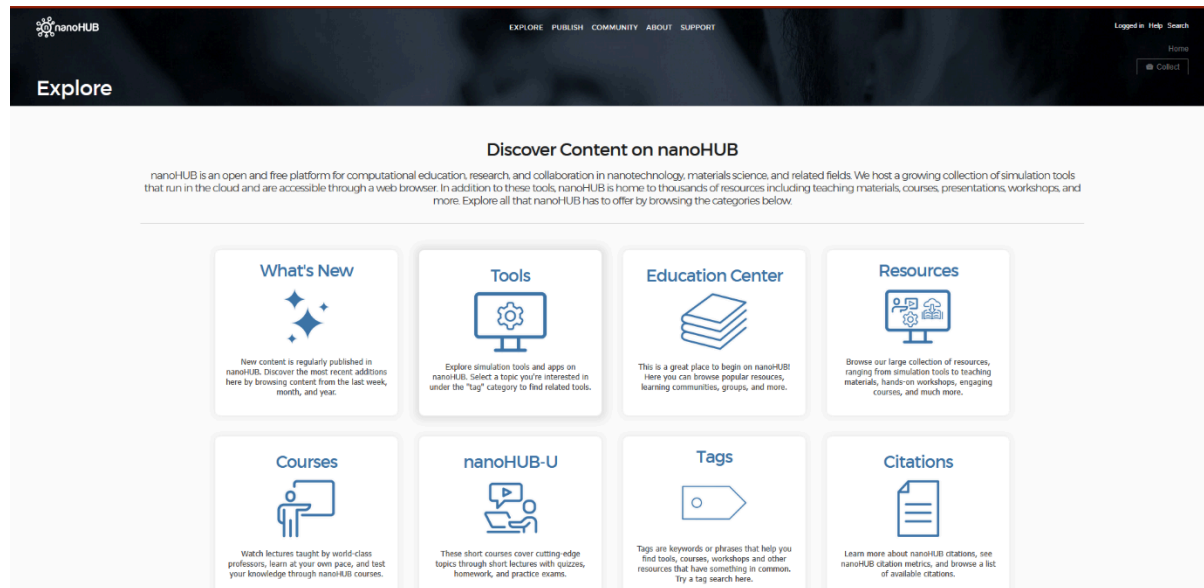 nanoHUB
EXPLORE PUBLISH COMMUNITY ABOUT SUPPORT
Logged in Help Search
Home
Collect
Explore
Discover Content on nanoHUB
nanoHUB is an open and free platform for computational education, research, and collaboration in nanotechnology, materials science, and related fields. We host a growing collection of simulation tools
that run in the cloud and are accessible through a web browser. In addition to these tools, nanoHUB is home to thousands of resources including teaching materials, courses, presentations, workshops, and
more. Explore all that nanoHUB has to offer by browsing the categories below.
What's New
New content is regularly published in
nanoHUB. Discover the most recent additions
here by browsing content from the last week,
month, and year.
Tools
Explore simulation tools and apps on
nanoHUB. Select a topic you're interested in
under the "tag" category to find related tools.
Education Center
This is a great place to begin on nanoHUB!
Here you can browse popular resouces,
learning communities, groups, and more.
Resources
Browse our large collection of resources,
ranging from simulation tools to teaching
materials, hands-on workshops, engaging
courses, and much more.
Courses
Watch lectures taught by world-class
professors, learn at your own pace, and test
your knowledge through nanoHUB courses.
nanoHUB-U
These short courses cover cutting-edge
topics through short lectures with quizzes,
homework, and practice exams.
Tags
Tags are keywords or phrases that help you
find tools, courses, workshops and other
resources that have something in common.
Try a tag search here.
Citations
Learn more about nanoHUB citations, see
nanoHUB citation metrics, and browse a list
of available citations.